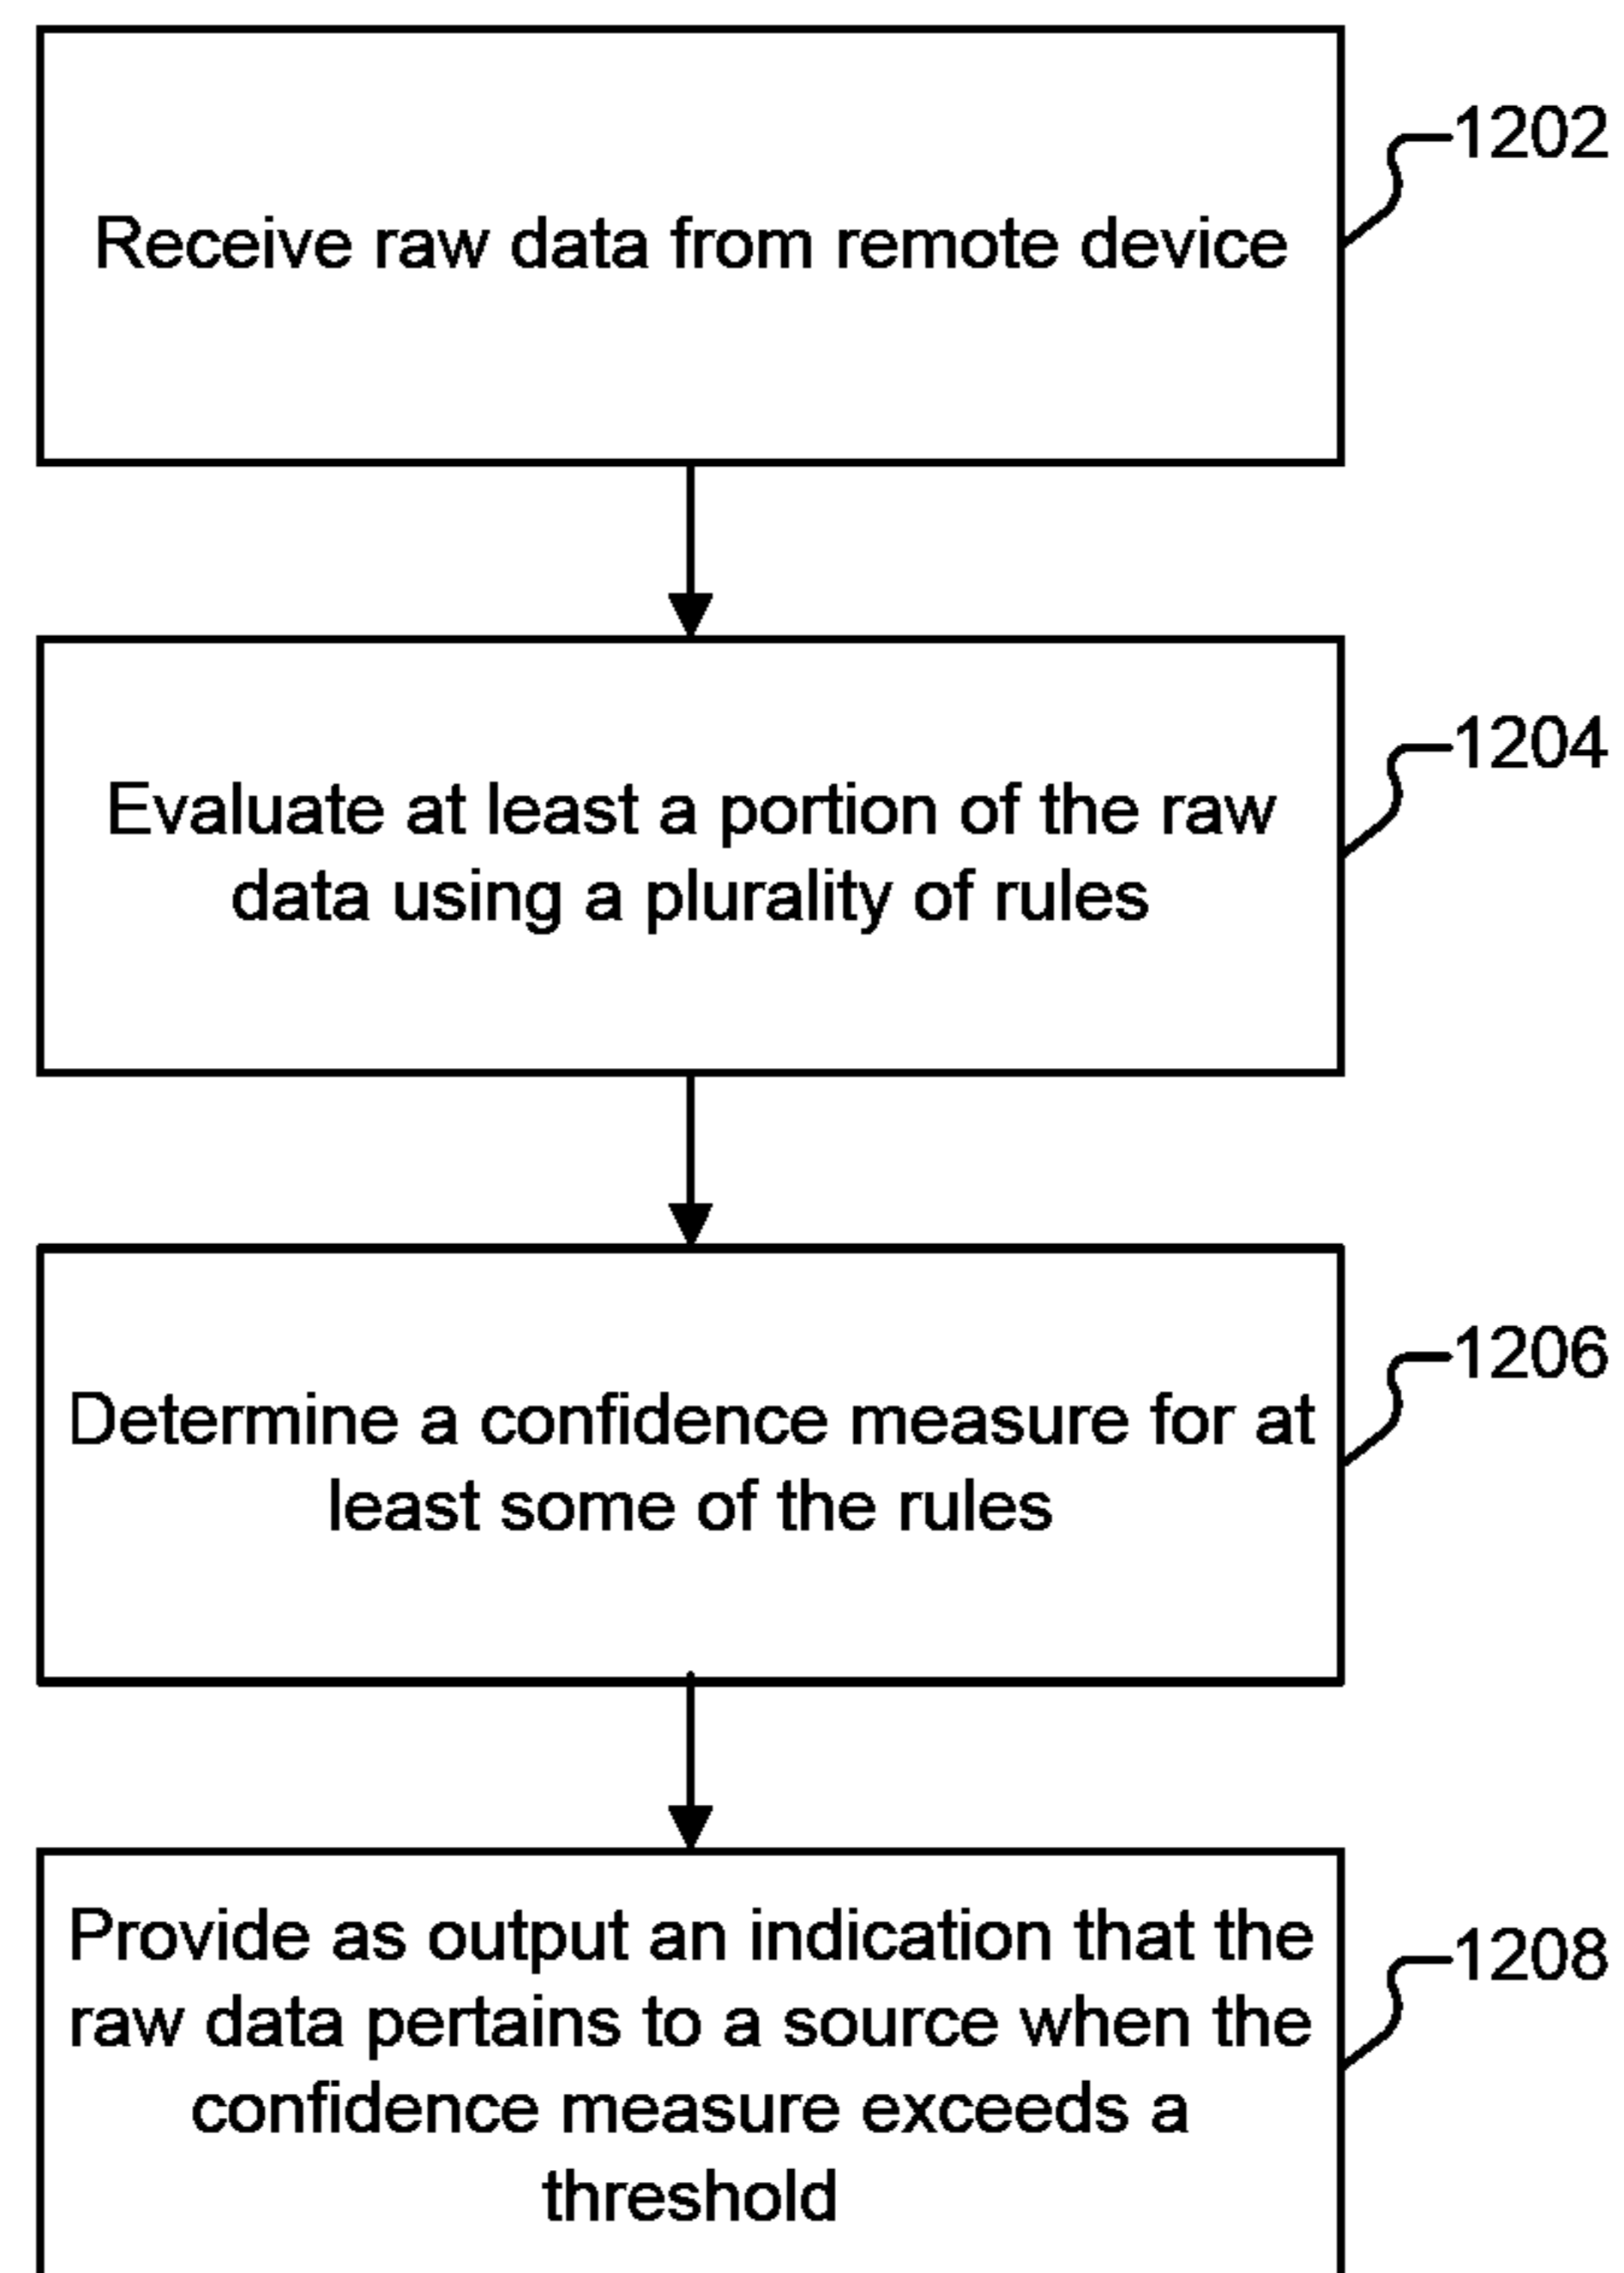 1202
Receive raw data from remote device
1204
Evaluate at least a portion of the raw
data using a plurality of rules
1206
Determine a confidence measure for at
least some of the rules
1208
Provide as output an indication that the
raw data pertains to a source when the
confidence measure exceeds a
threshold